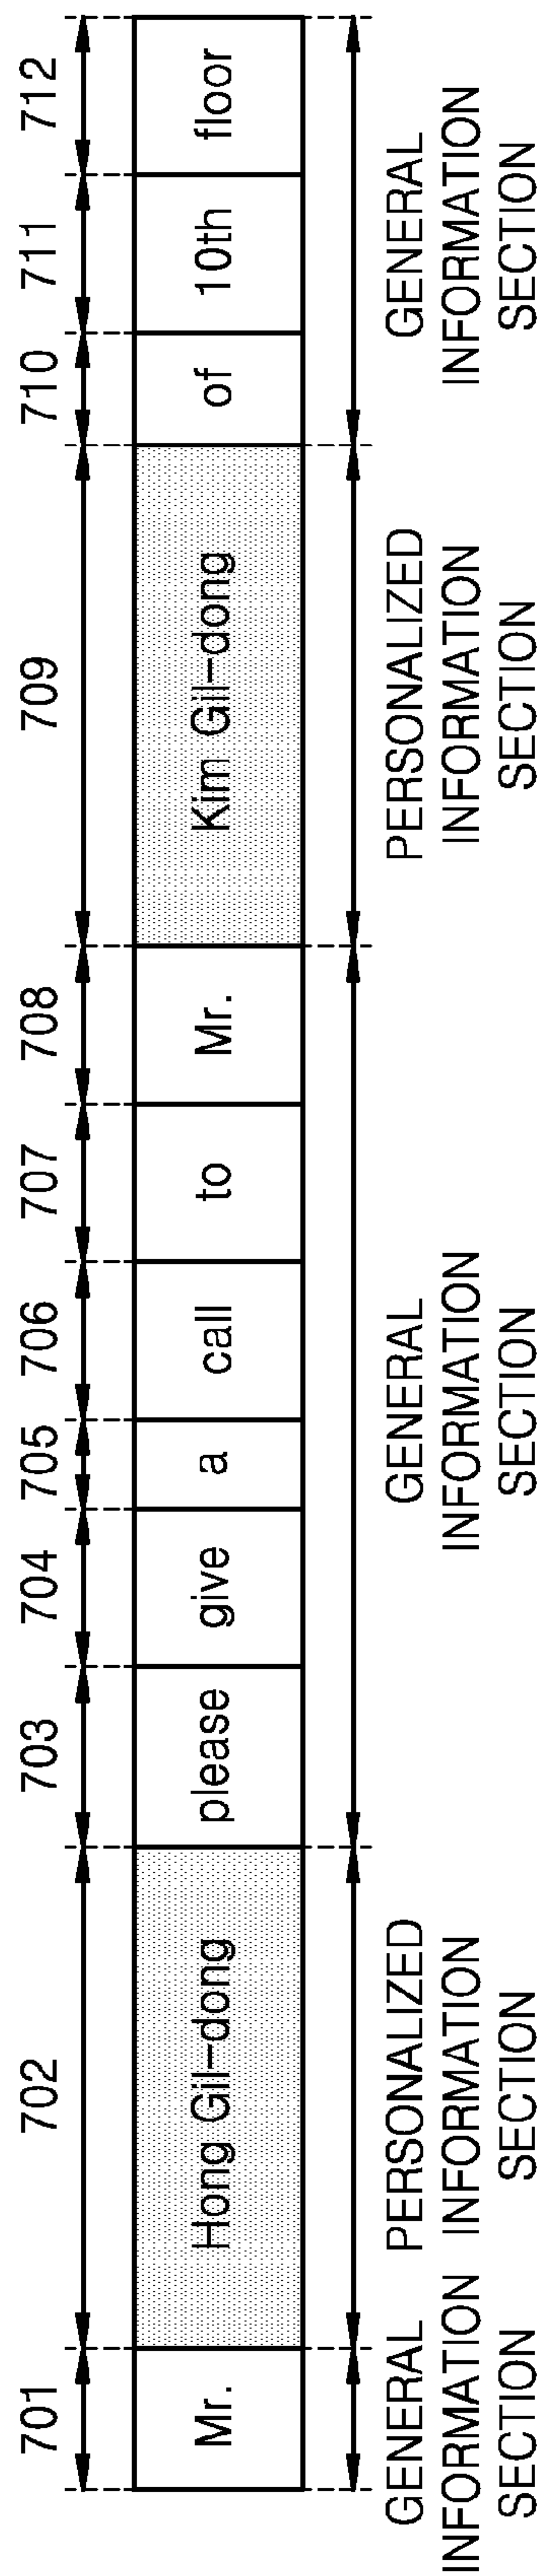 701 702 703 704 705 706 707 708 709 710 711 712
Mr. Hong Gil-dong please give a call to Mr. Kim Gil-dong of 10th floor
GENERAL
INFORMATION
SECTION
PERSONALIZED
INFORMATION
SECTION
GENERAL
INFORMATION
SECTION
PERSONALIZED
INFORMATION
SECTION
GENERAL
INFORMATION
SECTION